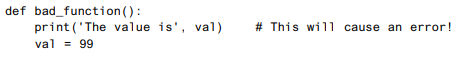 def bad_function():
    print('The value is', val)    # This will cause an error!
    val = 99